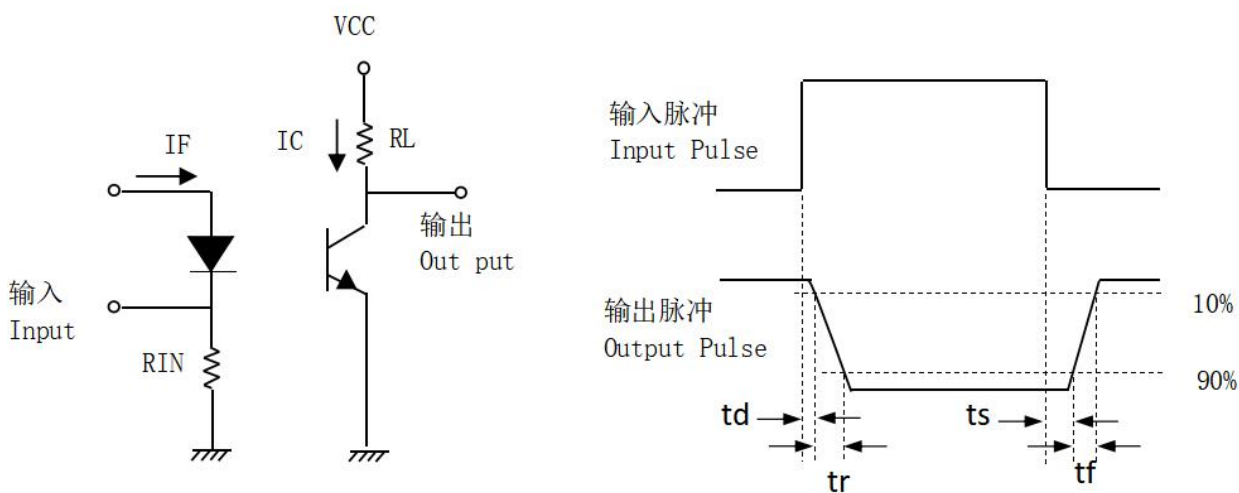 VCC
IF
IC
RL
输出
Out put
输入
Input
RIN
输入脉冲
Input Pulse
输出脉冲
Output Pulse
10%
90%
td
ts
tr
tf